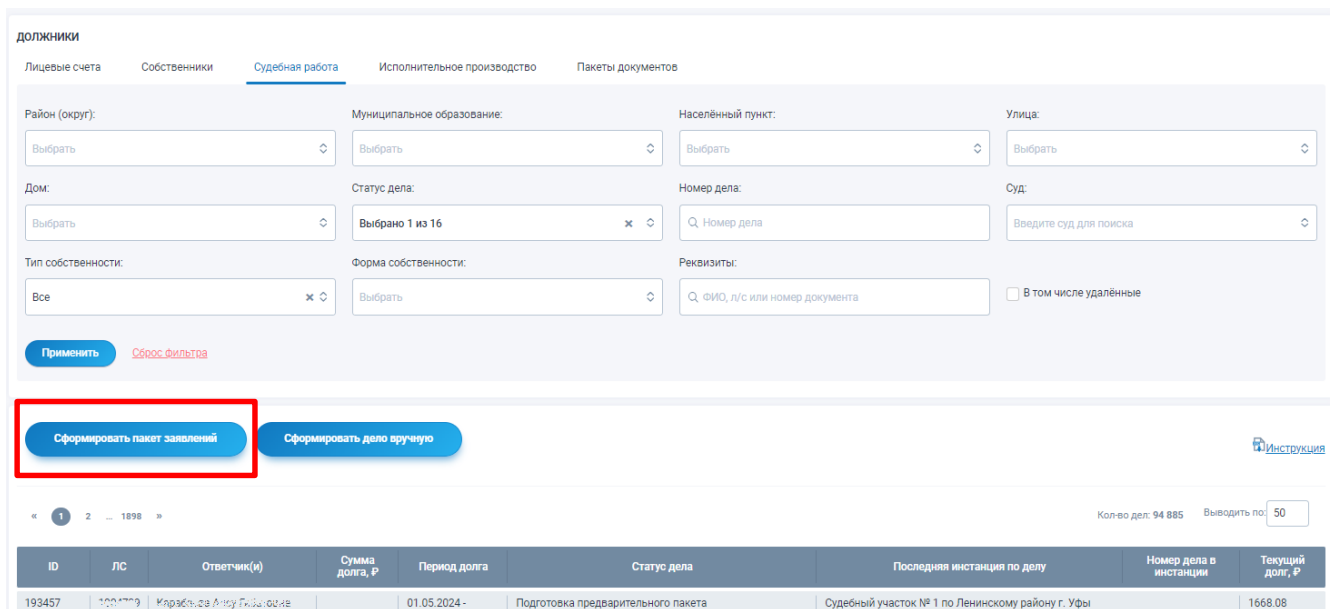 ДОЛЖНИКИ
Лицевые счета Собственники Судебная работа Исполнительное производство Пакеты документов
Район (округ): Муниципальное образование: Населённый пункт: Улица:
Выбрать Выбрать Выбрать Выбрать
Дом: Статус дела: Номер дела: Суд:
Выбрать Выбрано 1 из 16 Номер дела Введите суд для поиска
Тип собственности: Форма собственности: Реквизиты:
Все Выбрать ФИО, л/с или номер документа В том числе удалённые
Применить Сброс фильтра
Сформировать пакет заявлений Сформировать дело вручную Инструкция
« 1 2 ... 1898 » Кол-во дел: 94 885 Выводить по: 50
ID ЛС Ответчик(и) Сумма долга, ₽ Период долга Статус дела Последняя инстанция по делу Номер дела в инстанции Текущий долг, ₽
193457 01.05.2024 - Подготовка предварительного пакета Судебный участок № 1 по Ленинскому району г. Уфы 1668.08